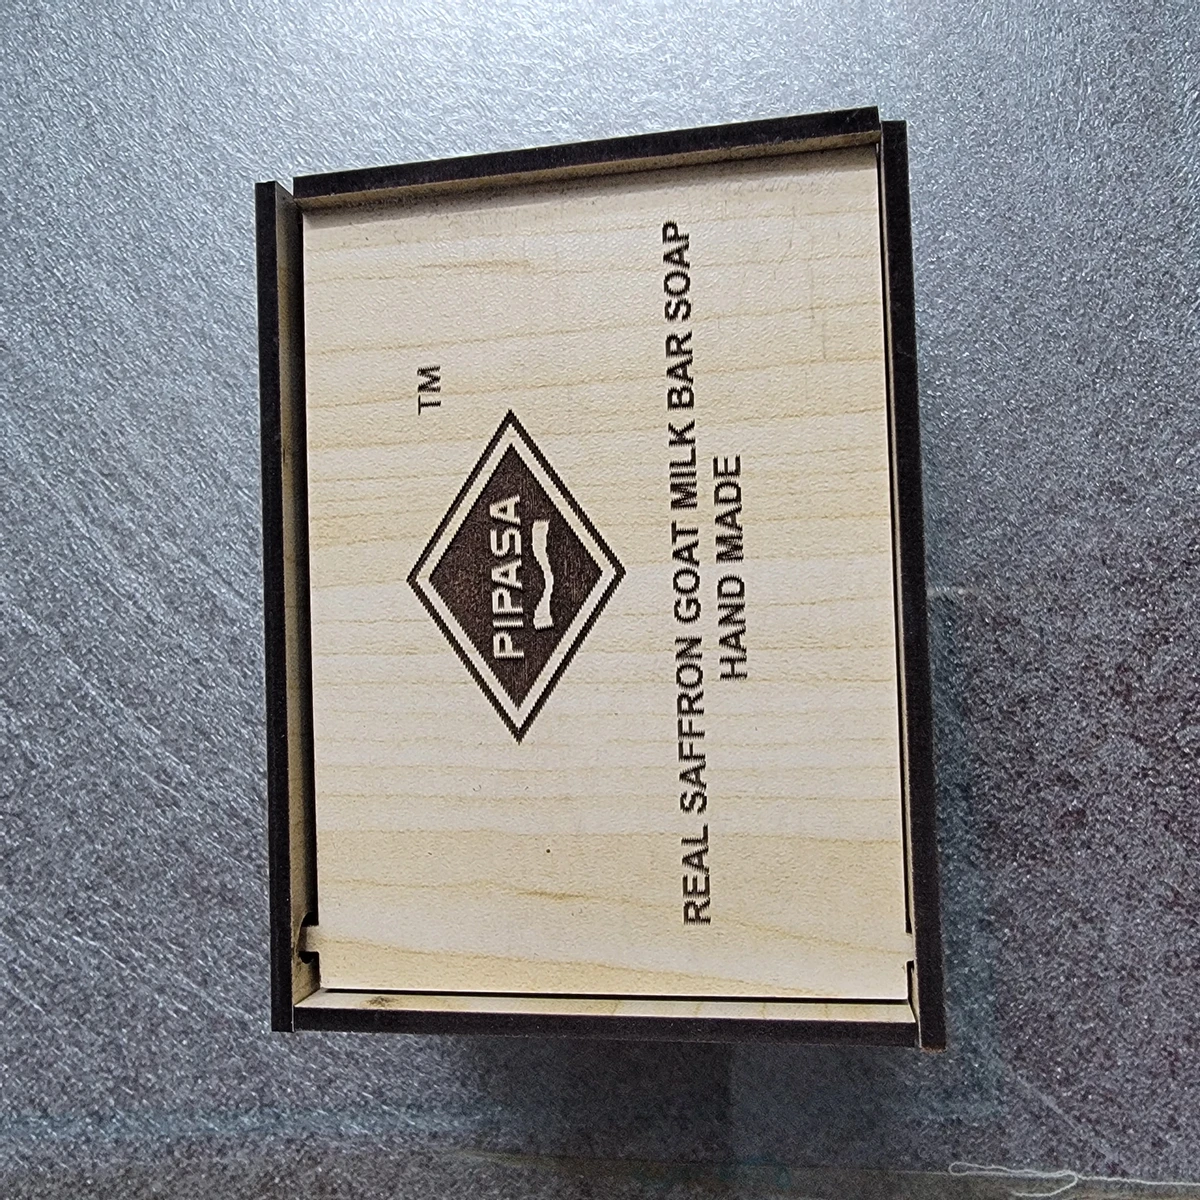 TM
PIPASA
REAL SAFFRON GOAT MILK BAR SOAP
HAND MADE